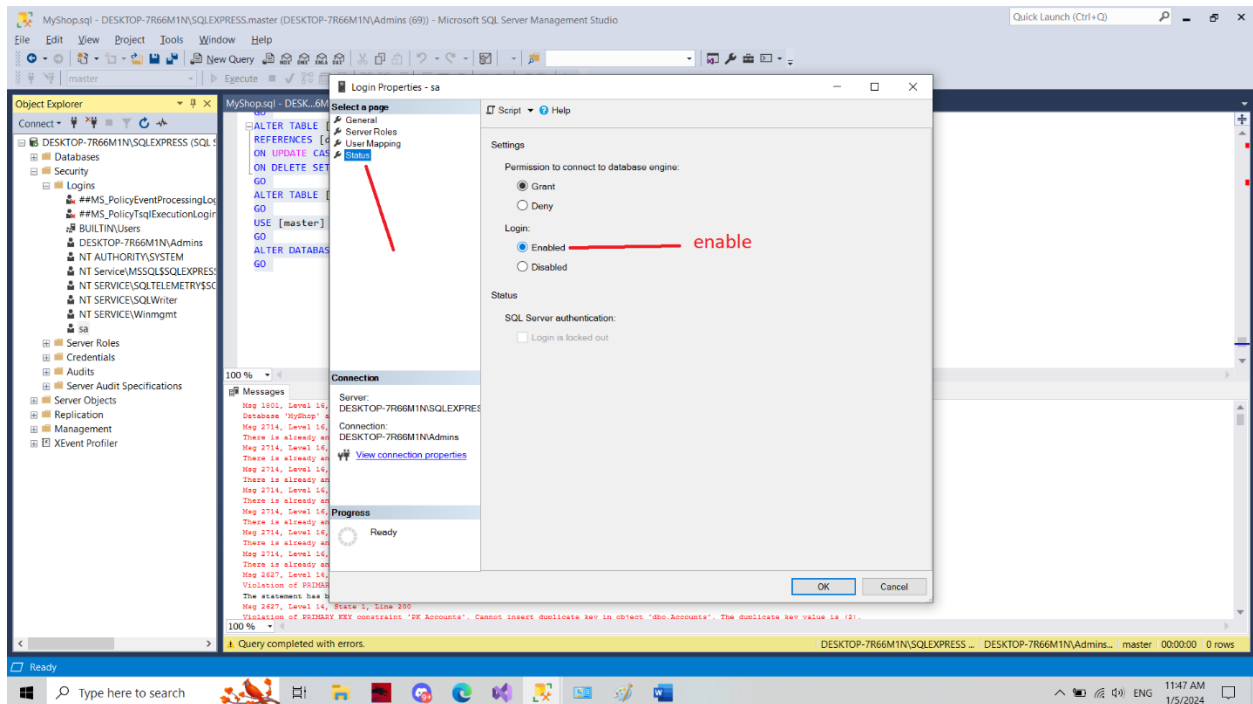 MyShop.sql - DESKTOP-7R66M1N\SQLEXPRESS.master (DESKTOP-7R66M1N\Admins (69)) - Microsoft SQL Server Management Studio
Quick Launch (Ctrl+Q)
File Edit View Project Tools Window Help
New Query
master
Execute
Object Explorer
Connect
DESKTOP-7R66M1N\SQLEXPRESS (SQL S
Databases
Security
Logins
##MS_PolicyEventProcessingLog
##MS_PolicyTsqlExecutionLogin
BUILTIN\Users
DESKTOP-7R66M1N\Admins
NT AUTHORITY\SYSTEM
NT Service\MSSQL$SQLEXPRES
NT SERVICE\SQLTELEMETRY$SC
NT SERVICE\SQLWriter
NT SERVICE\Winmgmt
sa
Server Roles
Credentials
Audits
Server Audit Specifications
Server Objects
Replication
Management
XEvent Profiler
MyShop.sql - DESK...6M
GO
ALTER TABLE [
REFERENCES [d
ON UPDATE CAS
ON DELETE SET
GO
ALTER TABLE [
GO
USE [master]
GO
ALTER DATABAS
GO
100 %
Messages
Msg 1801, Level 16,
Database 'MyShop' a
Msg 2714, Level 16,
There is already an
Msg 2714, Level 16,
There is already an
Msg 2714, Level 16,
There is already an
Msg 2714, Level 16,
There is already an
Msg 2714, Level 16,
There is already an
Msg 2714, Level 16,
There is already an
Msg 2714, Level 16,
There is already an
Msg 2627, Level 14,
Violation of PRIMAR
The statement has b
Msg 2627, Level 14, State 1, Line 200
Violation of PRIMARY KEY constraint 'PK_Accounts'. Cannot insert duplicate key in object 'dbo.Accounts'. The duplicate key value is (2).
100 %
Query completed with errors.
DESKTOP-7R66M1N\SQLEXPRESS ... DESKTOP-7R66M1N\Admins... master 00:00:00 0 rows
Login Properties - sa
Select a page
General
Server Roles
User Mapping
Status
Connection
Server:
DESKTOP-7R66M1N\SQLEXPRES
Connection:
DESKTOP-7R66M1N\Admins
View connection properties
Progress
Ready
Script Help
Settings
Permission to connect to database engine:
Grant
Deny
Login:
Enabled
enable
Disabled
Status
SQL Server authentication:
Login is locked out
OK Cancel
Ready
Type here to search
ENG
11:47 AM
1/5/2024